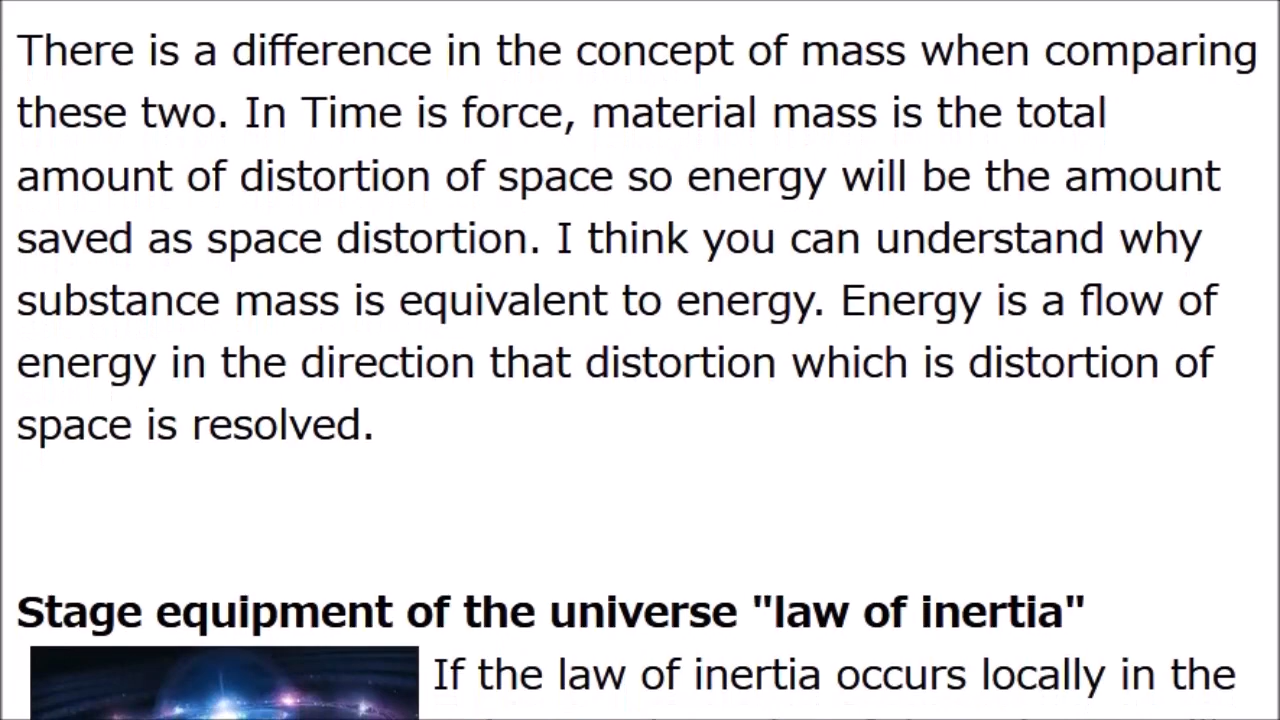 There is a difference in the concept of mass when comparing
these two. In Time is force, material mass is the total
amount of distortion of space so energy will be the amount
saved as space distortion. I think you can understand why
substance mass is equivalent to energy. Energy is a flow of
energy in the direction that distortion which is distortion of
space is resolved.
Stage equipment of the universe "law of inertia"
If the law of inertia occurs locally in the